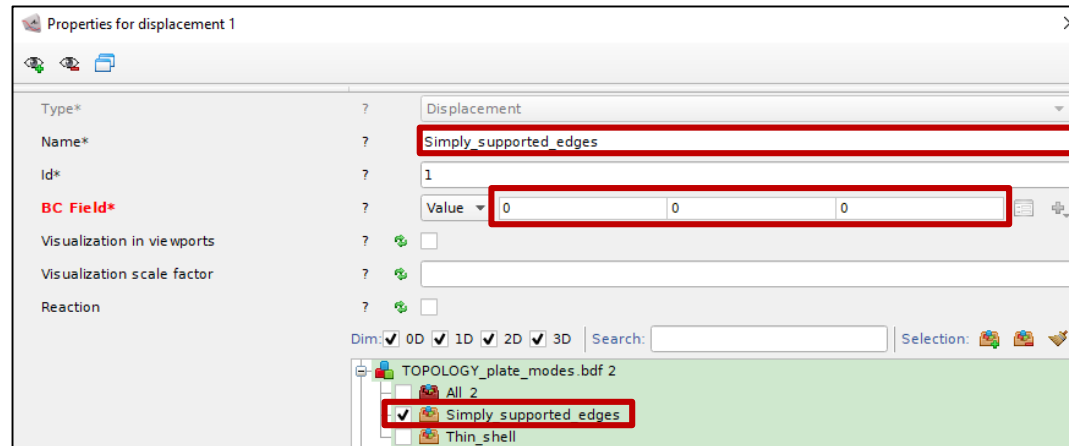 Properties for displacement 1
Type* ? Displacement
Name* ? Simply_supported_edges
Id* ? 1
BC Field* ? Value 0 0 0
Visualization in viewports ?
Visualization scale factor ?
Reaction ?
Dim: 0D 1D 2D 3D Search: Selection:
TOPOLOGY_plate_modes.bdf 2
All_2
Simply_supported_edges
Thin_shell